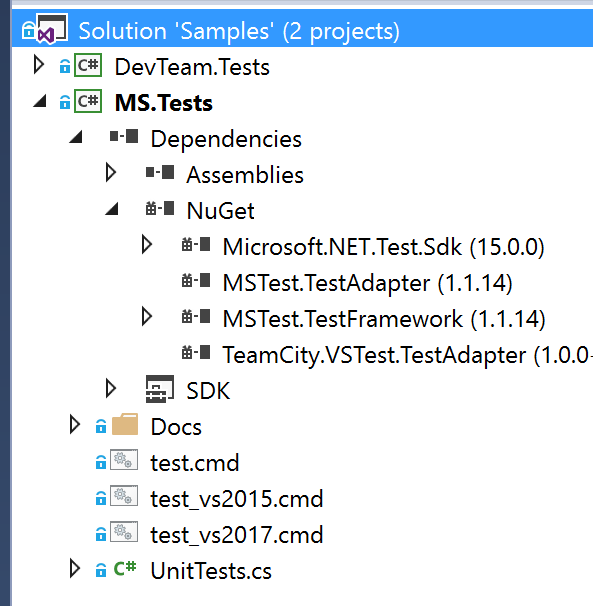 Solution 'Samples' (2 projects)
C# DevTeam.Tests
C# MS.Tests
Dependencies
Assemblies
NuGet
Microsoft.NET.Test.Sdk (15.0.0)
MSTest.TestAdapter (1.1.14)
MSTest.TestFramework (1.1.14)
TeamCity.VSTest.TestAdapter (1.0.0-
SDK
Docs
test.cmd
test_vs2015.cmd
test_vs2017.cmd
C# UnitTests.cs